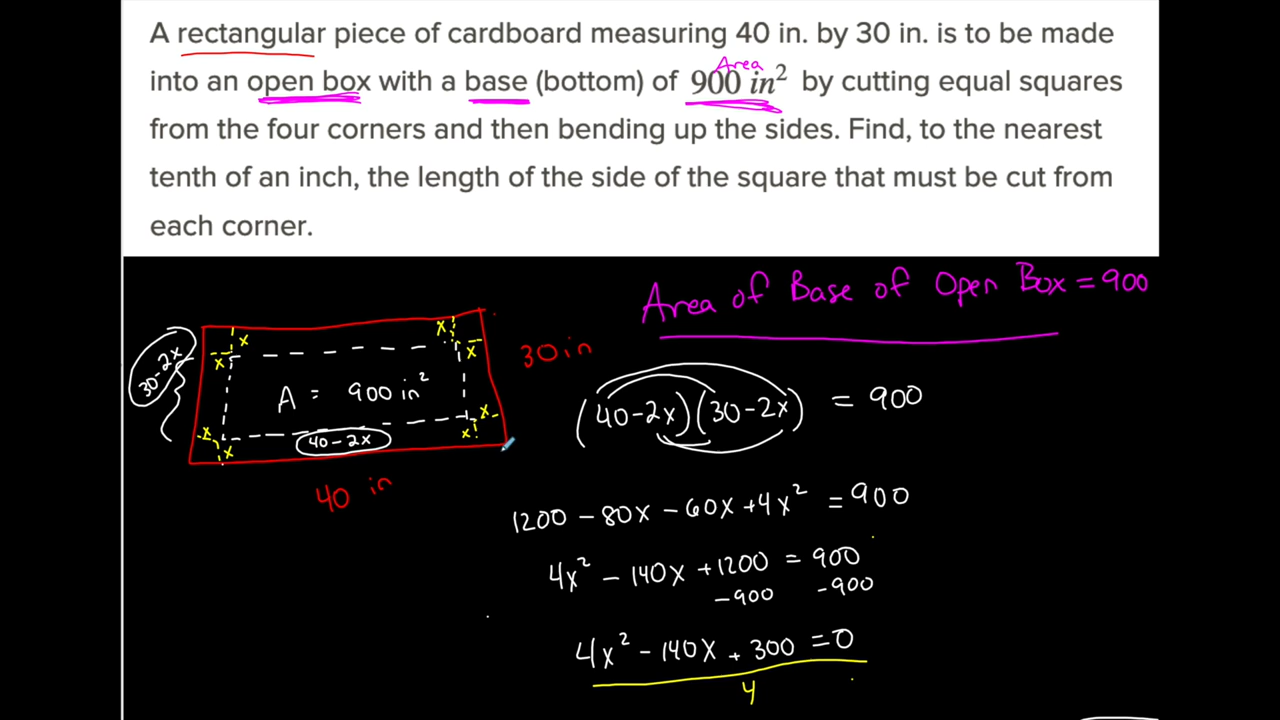 A rectangular piece of cardboard measuring 40 in. by 30 in. is to be made
Area
into an open box with a base (bottom) of 900 in² by cutting equal squares
from the four corners and then bending up the sides. Find, to the nearest
tenth of an inch, the length of the side of the square that must be cut from
each corner.
Area of Base of Open Box = 900
x x
x x
30-2x
30 in
A = 900 in²
(40-2x)(30-2x) = 900
x x
40-2x
x x
40 in
1200 - 80x - 60x + 4x² = 900
4x² - 140x + 1200 = 900
-900 -900
4x² - 140x + 300 = 0
4